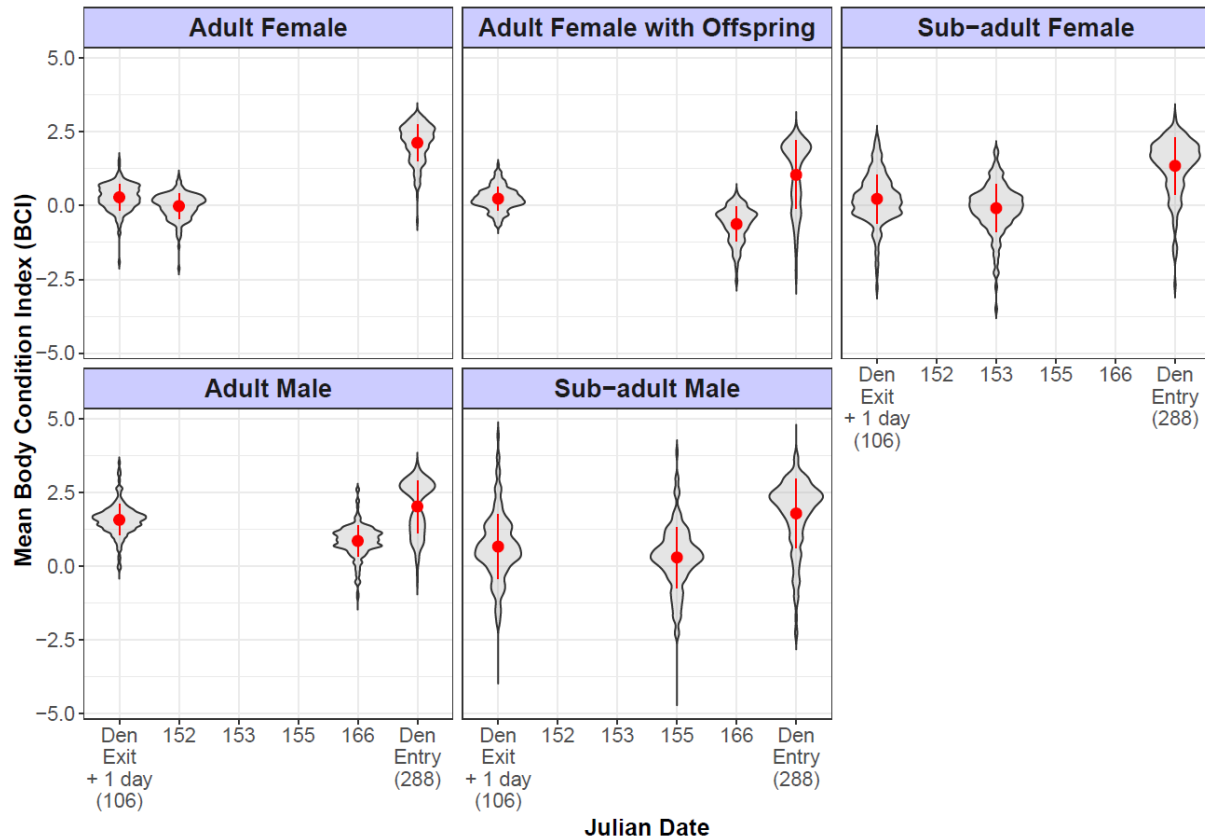 Adult Female
Adult Female with Offspring
Sub−adult Female
Mean Body Condition Index (BCI)
5.0
2.5
0.0
−2.5
−5.0
Den
Exit
+ 1 day
(106)
152
153
155
166
Den
Entry
(288)
Adult Male
Sub−adult Male
5.0
2.5
0.0
−2.5
−5.0
Den
Exit
+ 1 day
(106)
152
153
155
166
Den
Entry
(288)
Den
Exit
+ 1 day
(106)
152
153
155
166
Den
Entry
(288)
Julian Date